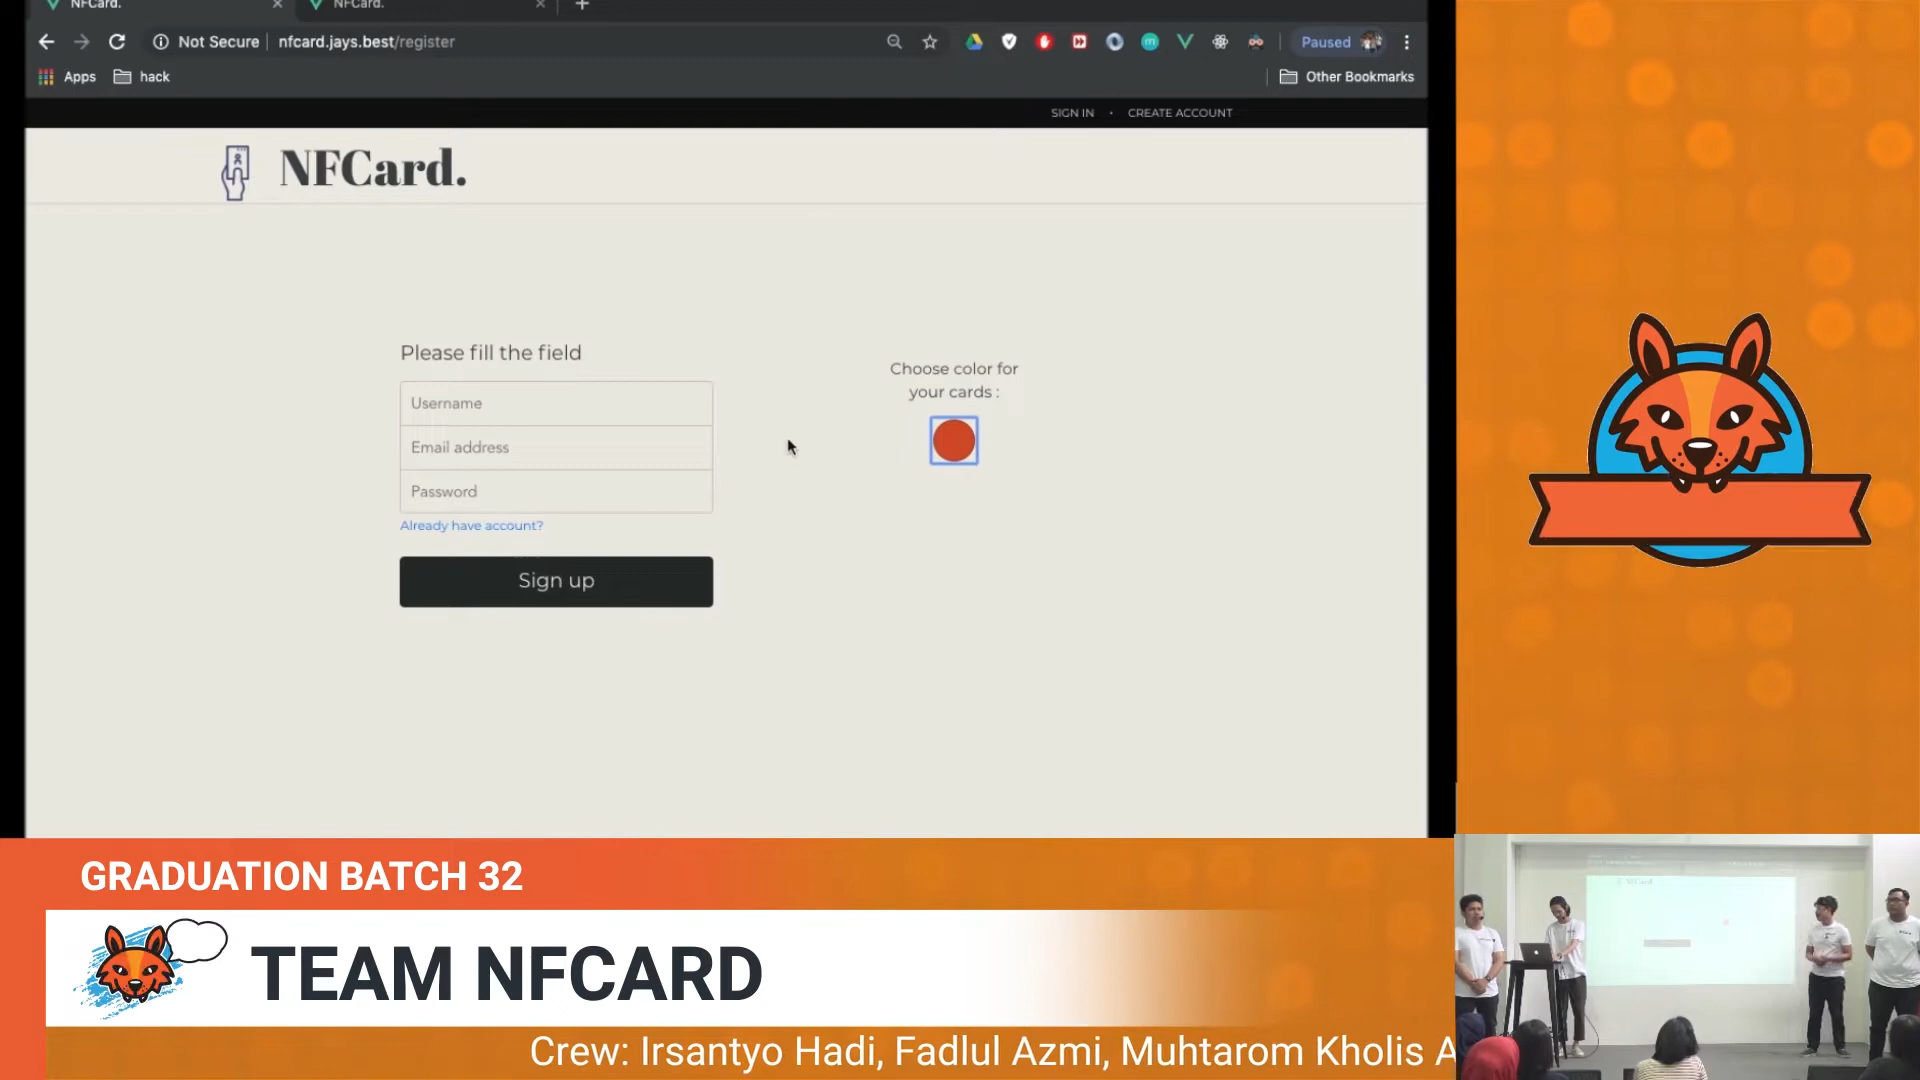 NFCard.
NFCard.
Not Secure
nfcard.jays.best/register
Paused
Apps
hack
Other Bookmarks
SIGN IN · CREATE ACCOUNT
NFCard.
Please fill the field
Username
Email address
Password
Already have account?
Sign up
Choose color for
your cards :
GRADUATION BATCH 32
TEAM NFCARD
Crew: Irsantyo Hadi, Fadlul Azmi, Muhtarom Kholis A
NFCard